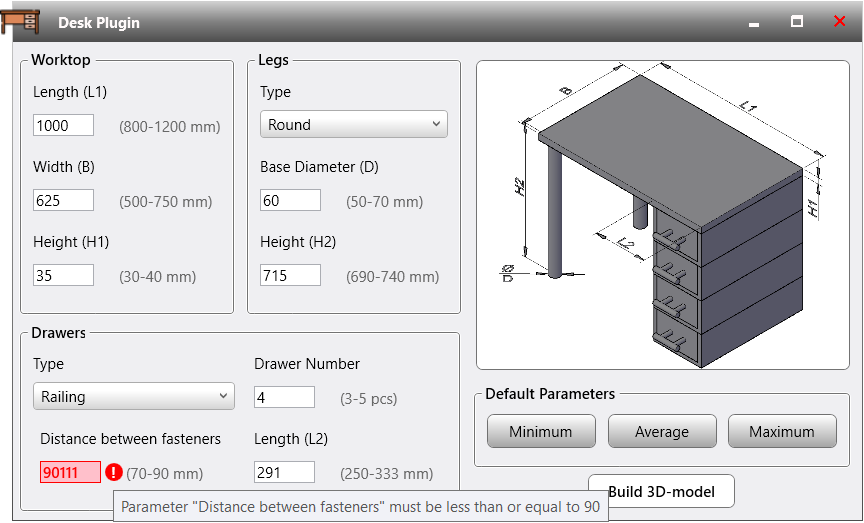 Desk Plugin
Worktop
Length (L1)
1000 (800-1200 mm)
Width (B)
625 (500-750 mm)
Height (H1)
35 (30-40 mm)
Legs
Type
Round
Base Diameter (D)
60 (50-70 mm)
Height (H2)
715 (690-740 mm)
B
L1
H2
H1
L2
Ø
D
Drawers
Type
Railing
Drawer Number
4 (3-5 pcs)
Distance between fasteners
90111 ! (70-90 mm)
Length (L2)
291 (250-333 mm)
Default Parameters
Minimum Average Maximum
Build 3D-model
Parameter "Distance between fasteners" must be less than or equal to 90